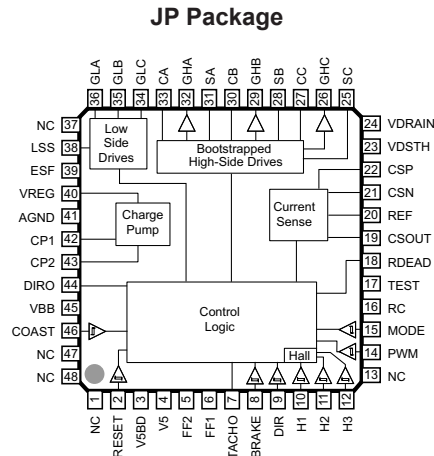 JP Package
36 GLA
35 GLB
34 GLC
33 CA
32 GHA
31 SA
30 CB
29 GHB
28 SB
27 CC
26 GHC
25 SC
NC 37
LSS 38
ESF 39
VREG 40
AGND 41
CP1 42
CP2 43
DIRO 44
VBB 45
COAST 46
NC 47
NC 48
Low
Side
Drives
Bootstrapped
High-Side Drives
Charge
Pump
Current
Sense
Control
Logic
Hall
24 VDRAIN
23 VDSTH
22 CSP
21 CSN
20 REF
19 CSOUT
18 RDEAD
17 TEST
16 RC
15 MODE
14 PWM
13 NC
1 NC
2 RESET
3 V5BD
4 V5
5 FF2
6 FF1
7 TACHO
8 BRAKE
9 DIR
10 H1
11 H2
12 H3